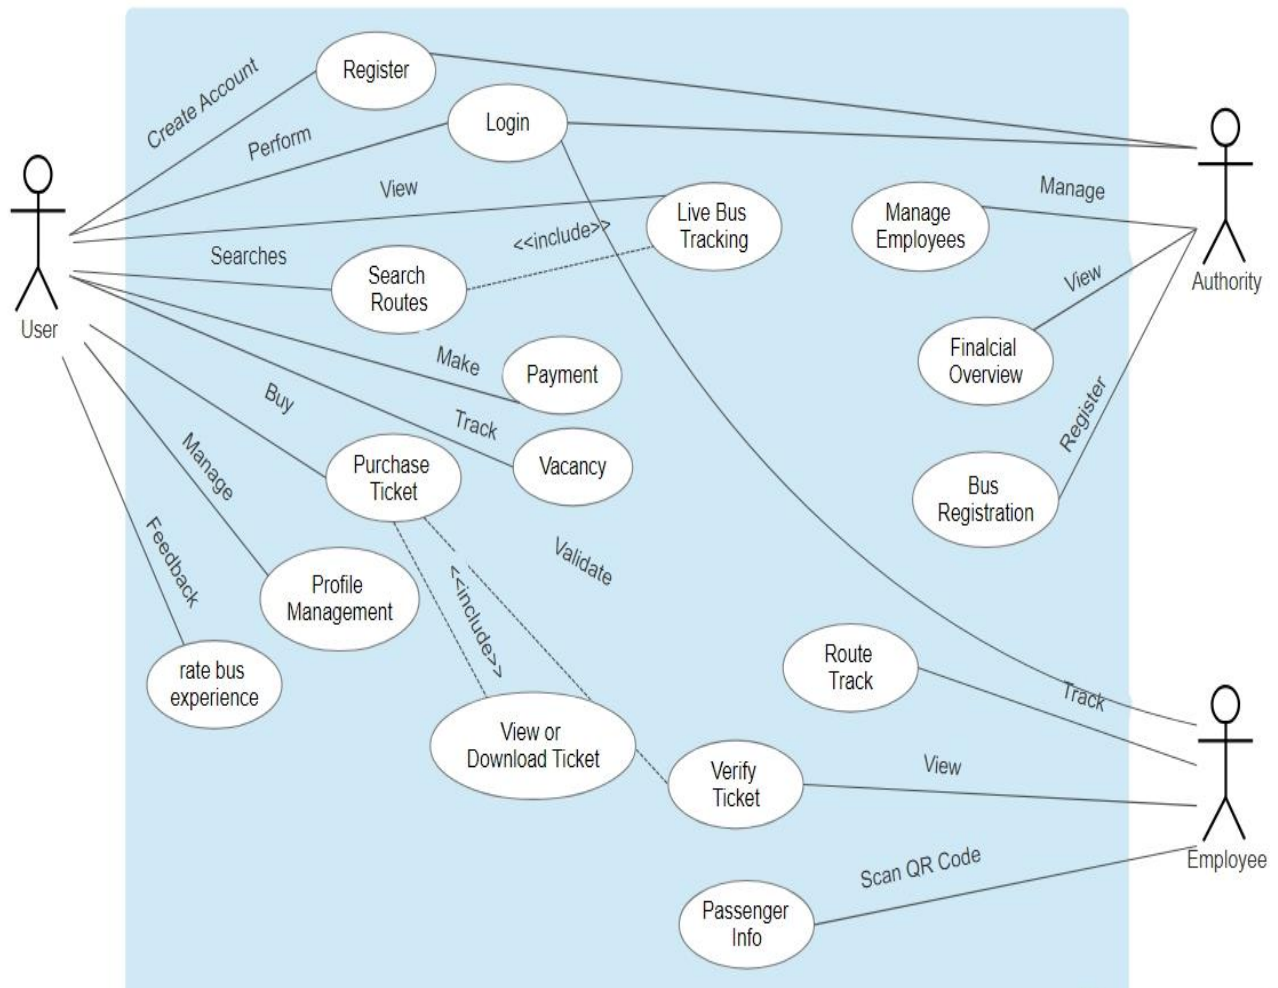 Create Account
Register
Perform
Login
View
Live Bus
Tracking
Manage
Employees
Manage
Authority
<<include>>
Searches
Search
Routes
User
View
Finalcial
Overview
Make
Payment
Buy
Track
Register
Purchase
Ticket
Vacancy
Bus
Registration
Manage
Feedback
Validate
<<include>>
Profile
Management
rate bus
experience
Route
Track
Track
View or
Download Ticket
Verify
Ticket
View
Employee
Scan QR Code
Passenger
Info